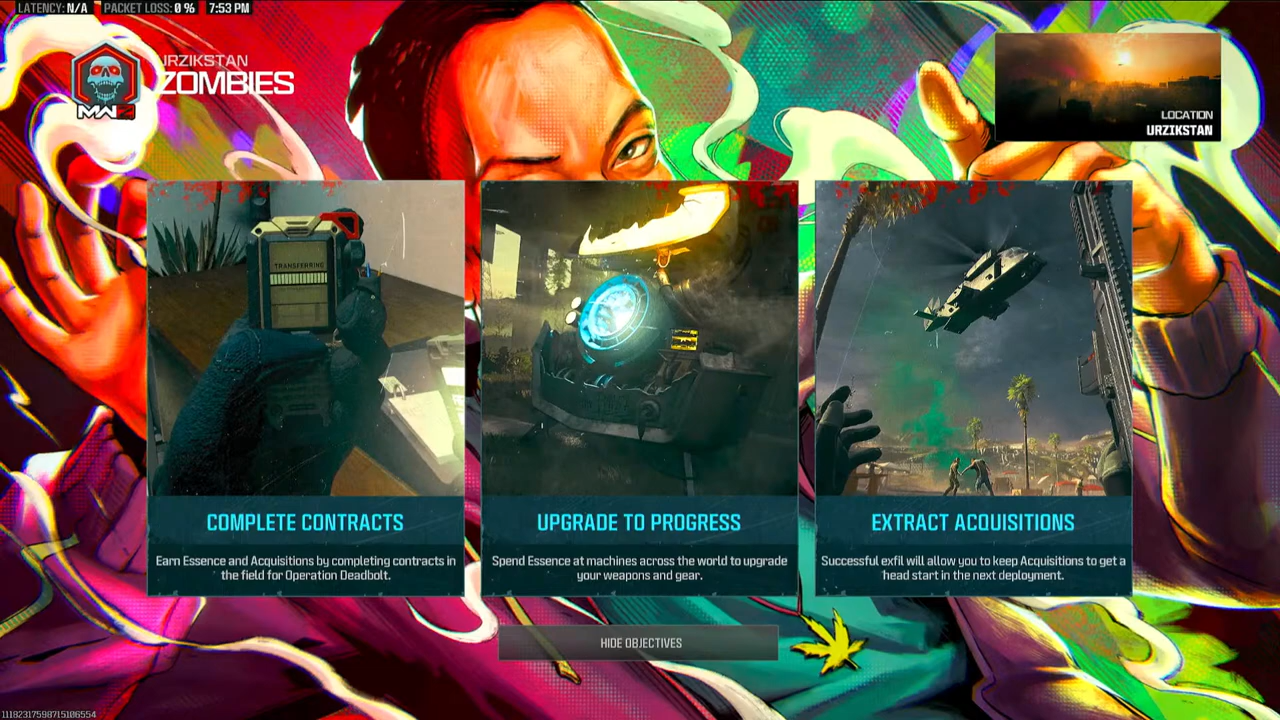 LATENCY: N/A PACKET LOSS: 0 % 7:53 PM
URZIKSTAN
ZOMBIES
MW3
LOCATION
URZIKSTAN
TRANSFERRING
COMPLETE CONTRACTS
Earn Essence and Acquisitions by completing contracts in
the field for Operation Deadbolt.
UPGRADE TO PROGRESS
Spend Essence at machines across the world to upgrade
your weapons and gear.
EXTRACT ACQUISITIONS
Successful exfil will allow you to keep Acquisitions to get a
head start in the next deployment.
HIDE OBJECTIVES